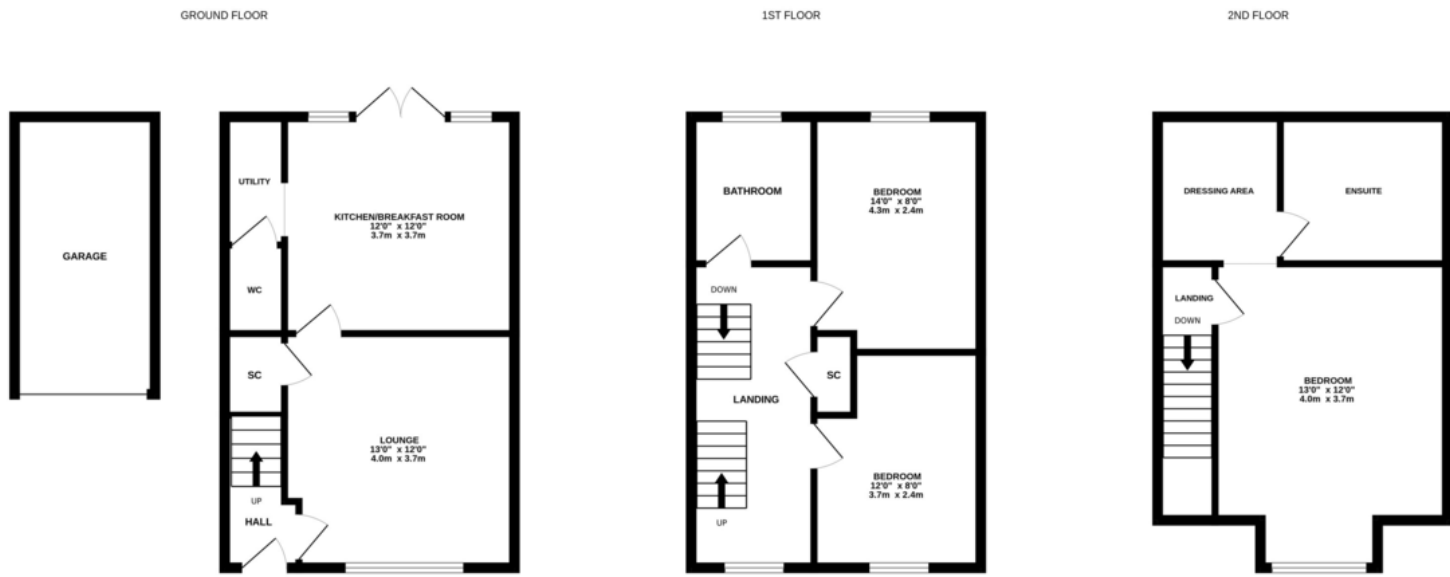 GROUND FLOOR
GARAGE
UTILITY
KITCHEN/BREAKFAST ROOM
12'0" x 12'0"
3.7m x 3.7m
WC
SC
LOUNGE
13'0" x 12'0"
4.0m x 3.7m
UP
HALL
1ST FLOOR
BATHROOM
BEDROOM
14'0" x 8'0"
4.3m x 2.4m
DOWN
SC
LANDING
BEDROOM
12'0" x 8'0"
3.7m x 2.4m
UP
2ND FLOOR
DRESSING AREA
ENSUITE
LANDING
DOWN
BEDROOM
13'0" x 12'0"
4.0m x 3.7m